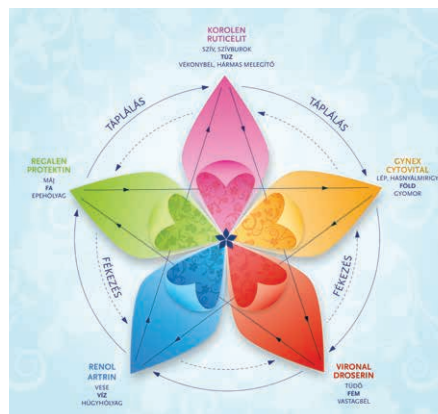 KOROLEN
RUTICELIT
SZÍV, SZÍVBUROK
TŰZ
VÉKONYBEL, HÁRMAS MELEGÍTŐ
TÁPLÁLÁS
TÁPLÁLÁS
REGALEN
PROTEKTIN
MÁJ
FA
EPEHÓLYAG
GYNEX
CYTOVITAL
LÉP, HASNYÁLMIRIGY
FÖLD
GYOMOR
FÉKEZÉS
FÉKEZÉS
RENOL
ARTRIN
VESE
VÍZ
HÚGYHÓLYAG
VIRONAL
DROSERIN
TÜDŐ
FÉM
VASTAGBÉL